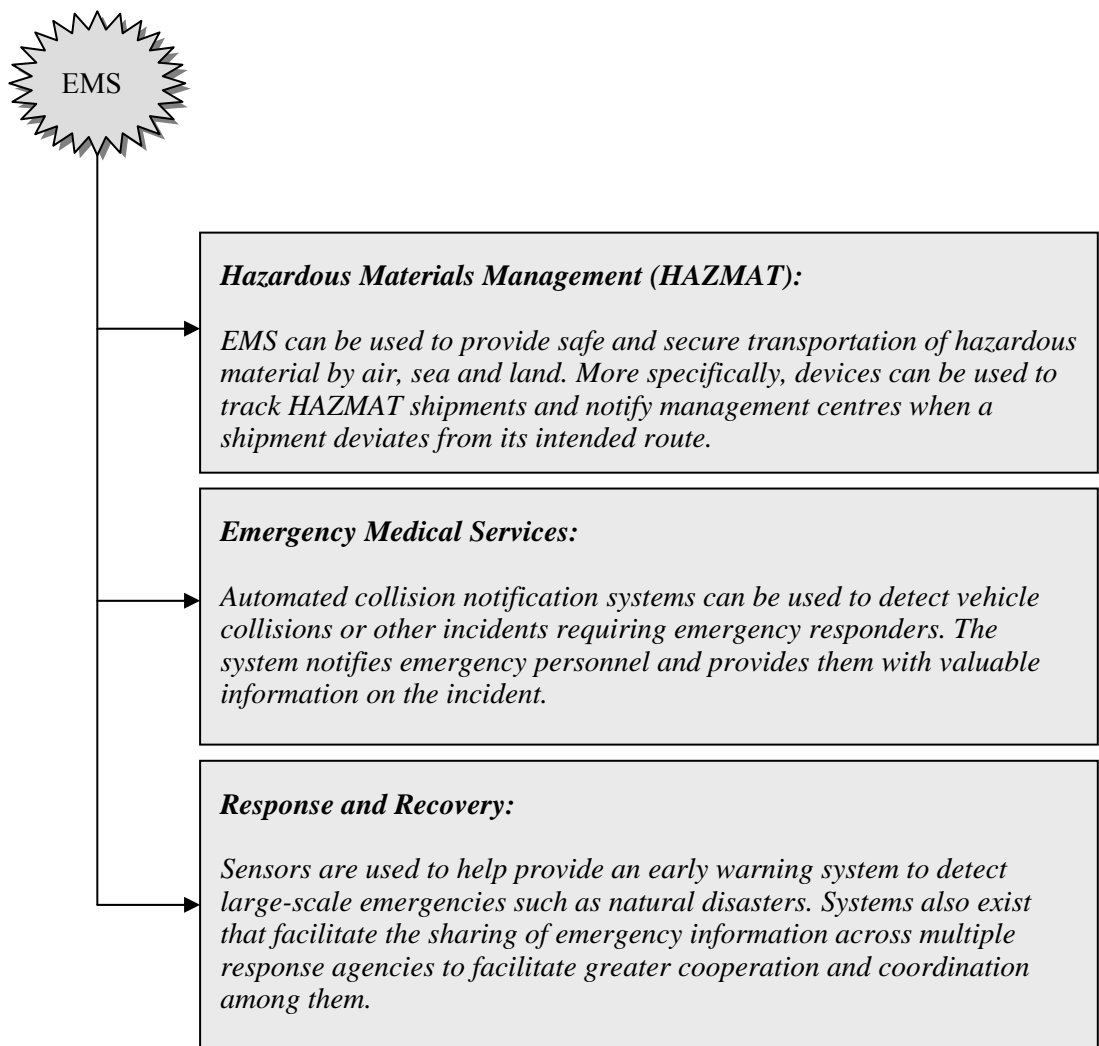 EMS
Hazardous Materials Management (HAZMAT):
EMS can be used to provide safe and secure transportation of hazardous
material by air, sea and land. More specifically, devices can be used to
track HAZMAT shipments and notify management centres when a
shipment deviates from its intended route.
Emergency Medical Services:
Automated collision notification systems can be used to detect vehicle
collisions or other incidents requiring emergency responders. The
system notifies emergency personnel and provides them with valuable
information on the incident.
Response and Recovery:
Sensors are used to help provide an early warning system to detect
large-scale emergencies such as natural disasters. Systems also exist
that facilitate the sharing of emergency information across multiple
response agencies to facilitate greater cooperation and coordination
among them.